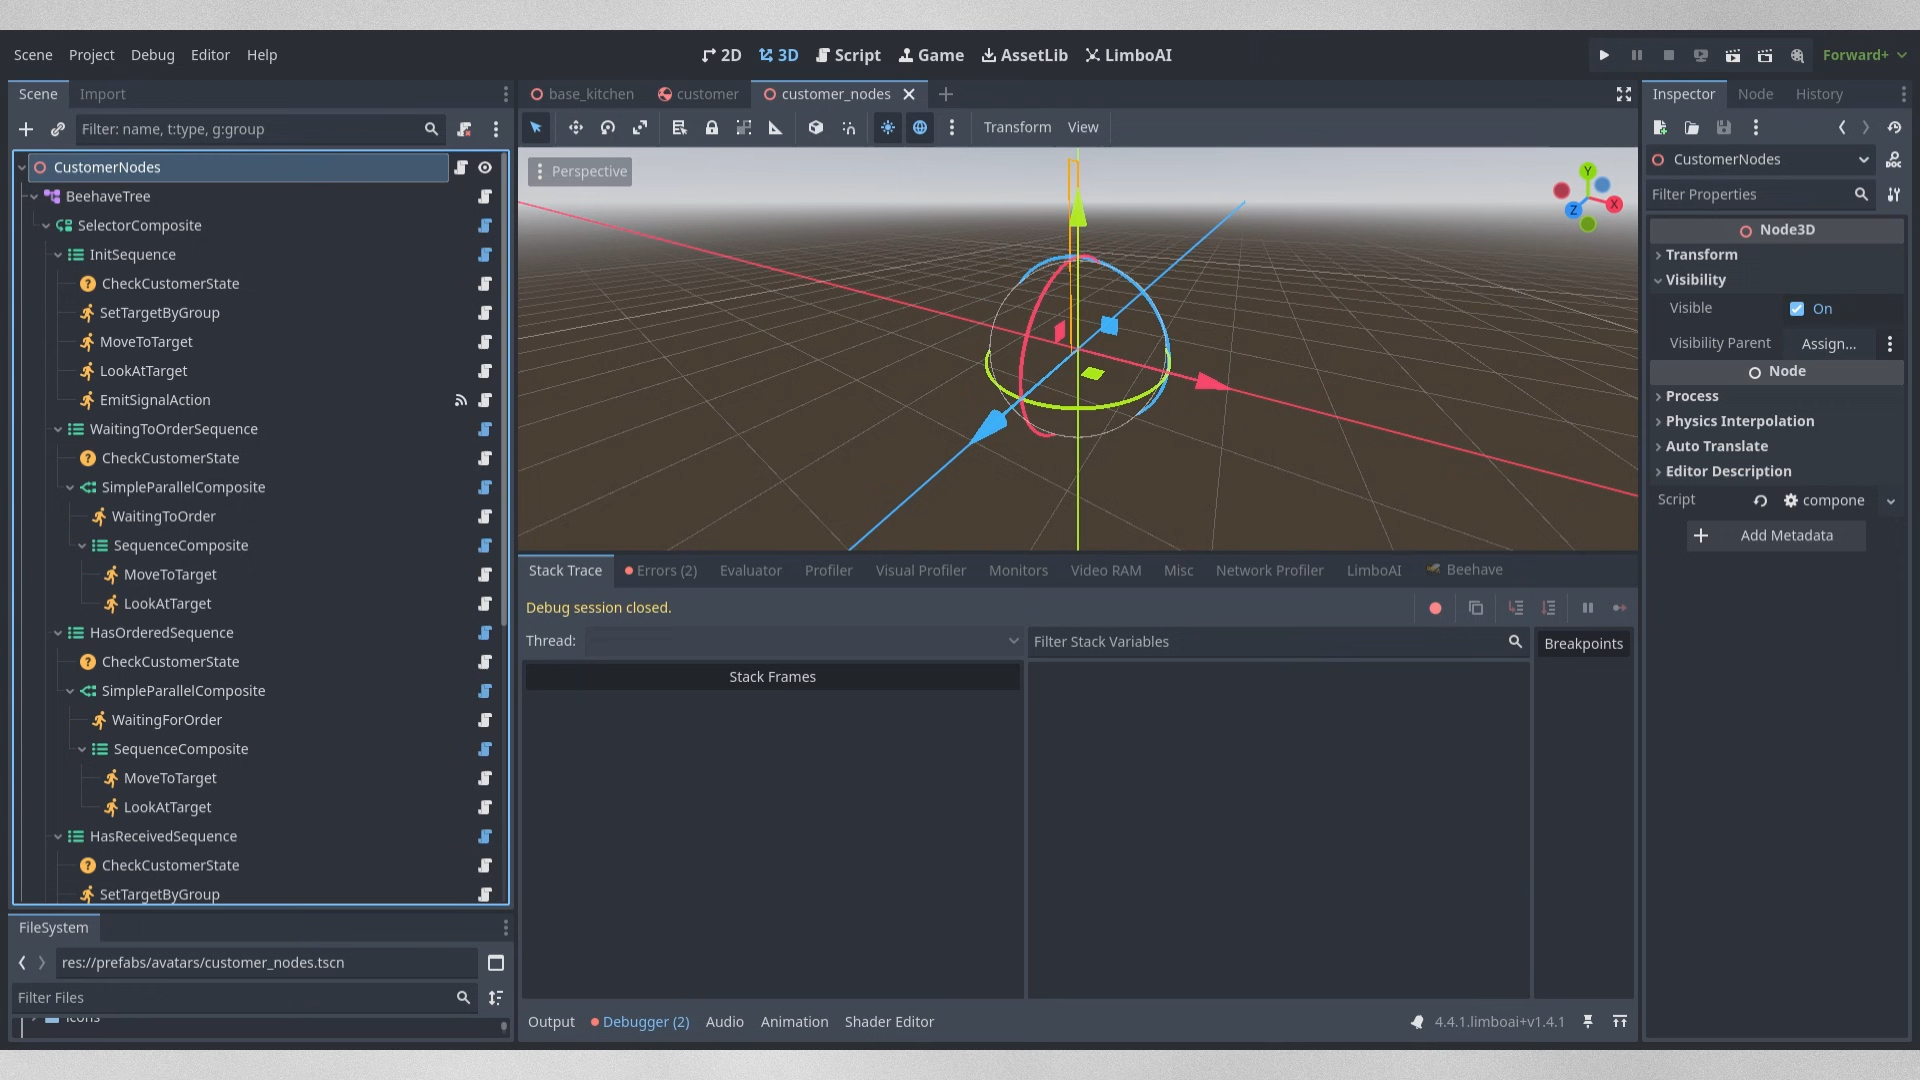 Scene Project Debug Editor Help
2D 3D Script Game AssetLib LimboAI
Forward+
Scene Import
Filter: name, t:type, g:group
CustomerNodes
BeehaveTree
SelectorComposite
InitSequence
CheckCustomerState
SetTargetByGroup
MoveToTarget
LookAtTarget
EmitSignalAction
WaitingToOrderSequence
CheckCustomerState
SimpleParallelComposite
WaitingToOrder
SequenceComposite
MoveToTarget
LookAtTarget
HasOrderedSequence
CheckCustomerState
SimpleParallelComposite
WaitingForOrder
SequenceComposite
MoveToTarget
LookAtTarget
HasReceivedSequence
CheckCustomerState
SetTargetByGroup
FileSystem
res://prefabs/avatars/customer_nodes.tscn
Filter Files
icons
base_kitchen customer customer_nodes
Transform View
Perspective
Y
X
Z
Stack Trace Errors (2) Evaluator Profiler Visual Profiler Monitors Video RAM Misc Network Profiler LimboAI Beehave
Debug session closed.
Thread:
Filter Stack Variables
Breakpoints
Stack Frames
Output Debugger (2) Audio Animation Shader Editor
4.4.1.limboai+v1.4.1
Inspector Node History
CustomerNodes
Filter Properties
Node3D
Transform
Visibility
Visible On
Visibility Parent Assign...
Node
Process
Physics Interpolation
Auto Translate
Editor Description
Script compone
Add Metadata